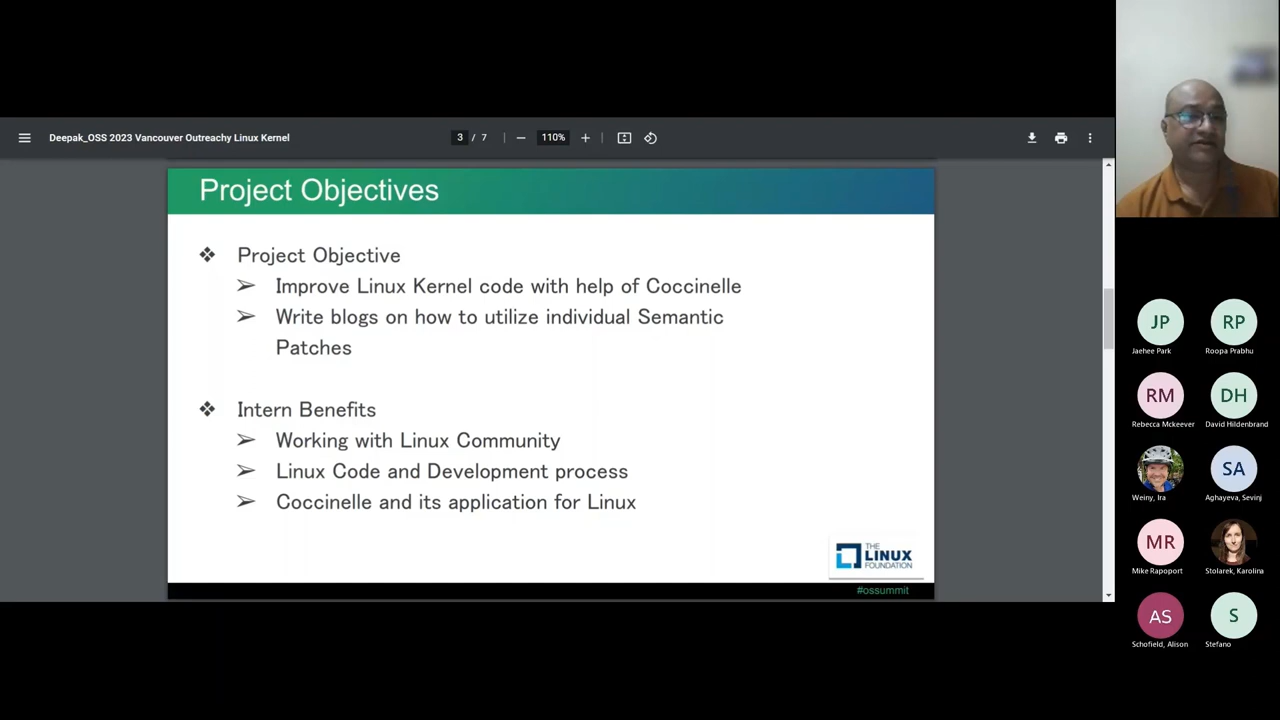 Deepak_OSS 2023 Vancouver Outreachy Linux Kernel
3 / 7
110%
Project Objectives
Project Objective
Improve Linux Kernel code with help of Coccinelle
Write blogs on how to utilize individual Semantic
Patches
Intern Benefits
Working with Linux Community
Linux Code and Development process
Coccinelle and its application for Linux
THE
LINUX
FOUNDATION
#ossummit
JP RP
Jaehee Park Roopa Prabhu
RM DH
Rebecca Mckeever David Hildenbrand
SA
Weiny, Ira Aghayeva, Sevinj
MR
Mike Rapoport Stolarek, Karolina
AS S
Schofield, Alison Stefano